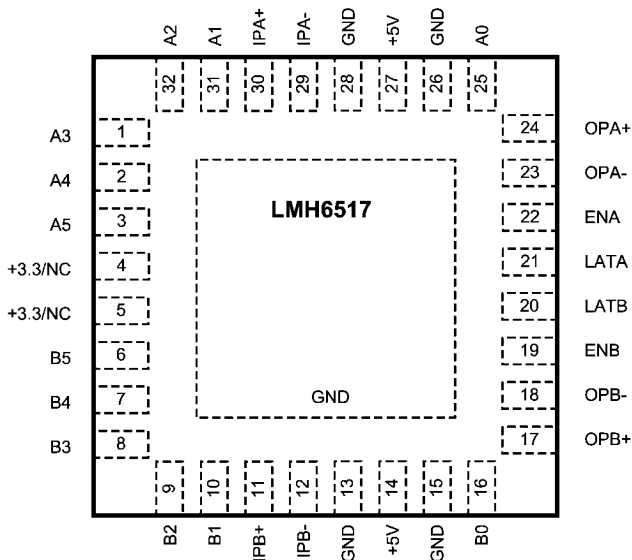 A2 A1 IPA+ IPA- GND +5V GND A0
32 31 30 29 28 27 26 25
A3 1 24 OPA+
A4 2 23 OPA-
A5 3 22 ENA
+3.3/NC 4 21 LATA
+3.3/NC 5 20 LATB
B5 6 19 ENB
B4 7 18 OPB-
B3 8 17 OPB+
LMH6517
GND
9 10 11 12 13 14 15 16
B2 B1 IPB+ IPB- GND +5V GND B0